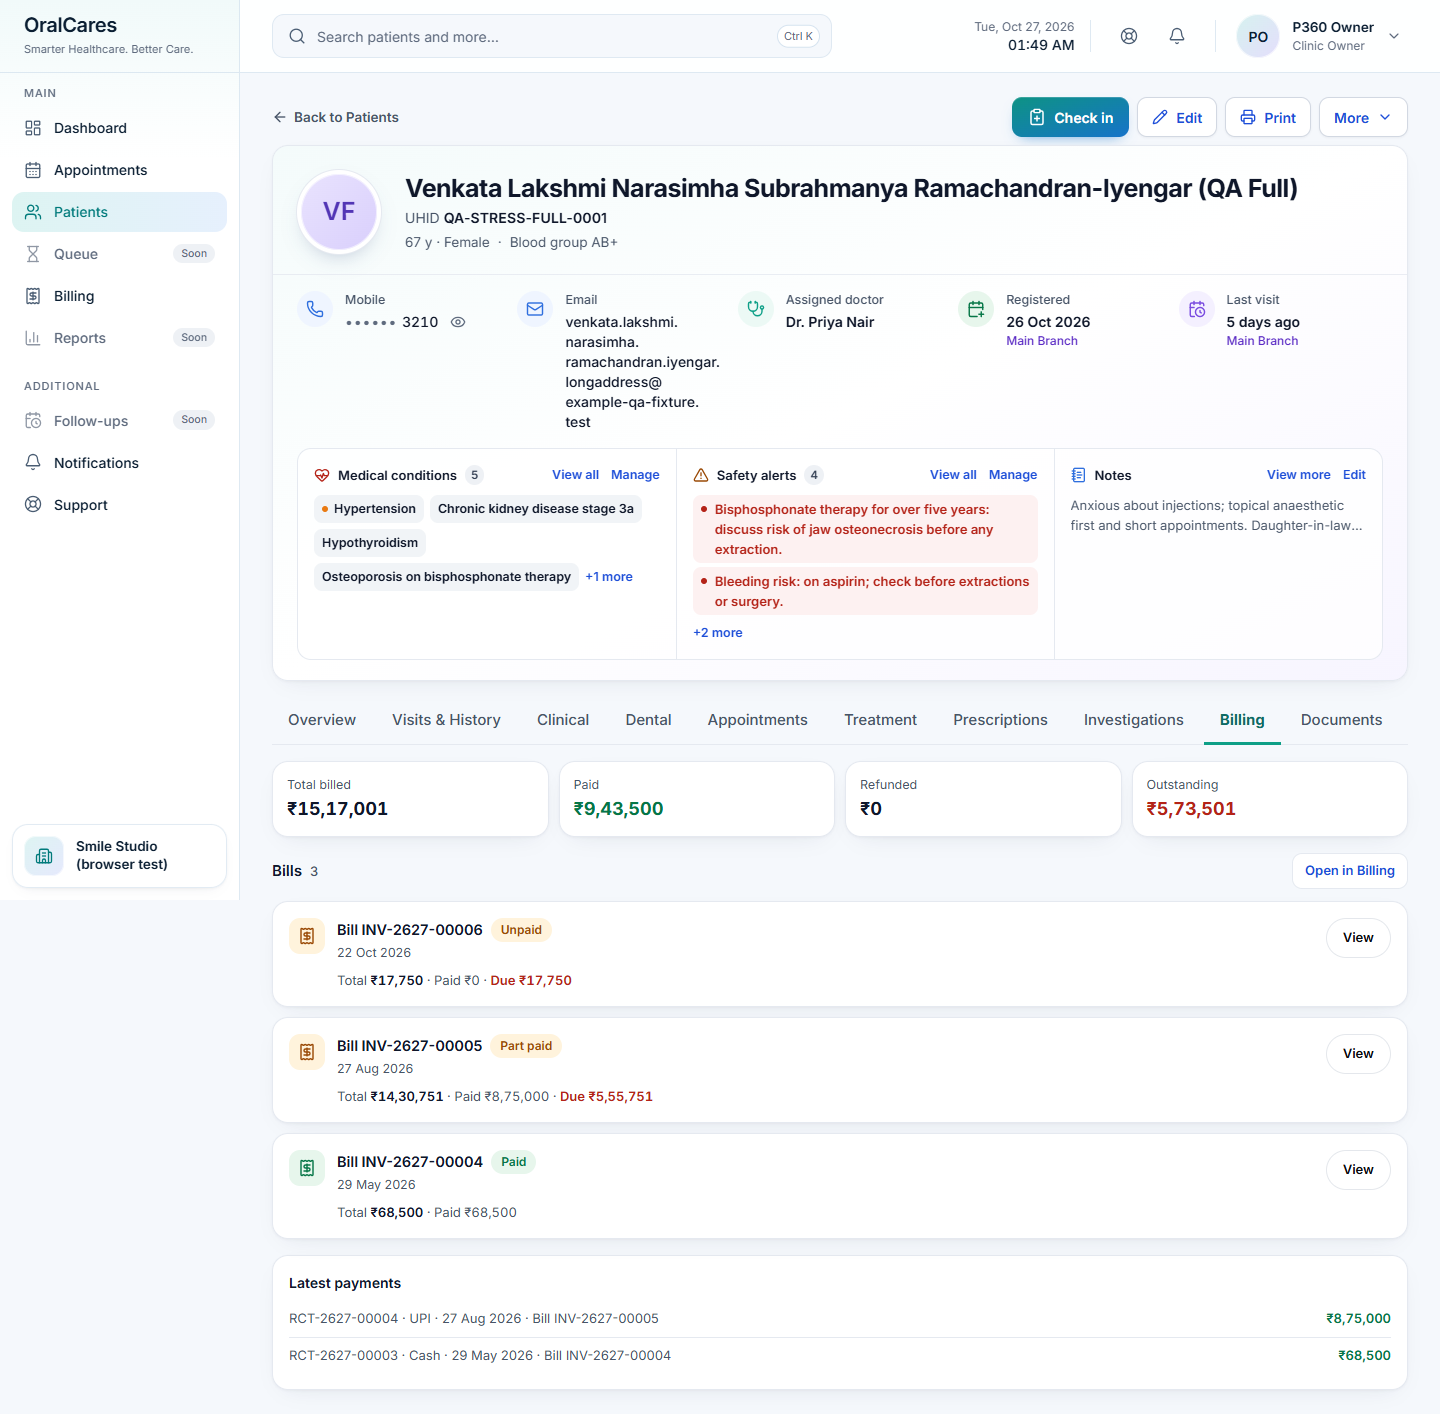 OralCares
Smarter Healthcare. Better Care.
Search patients and more...
Ctrl K
Tue, Oct 27, 2026
01:49 AM
PO
P360 Owner
Clinic Owner
MAIN
Dashboard
Appointments
Patients
Queue
Soon
Billing
Reports
Soon
ADDITIONAL
Follow-ups
Soon
Notifications
Support
Smile Studio
(browser test)
Back to Patients
Check in
Edit
Print
More
VF
Venkata Lakshmi Narasimha Subrahmanya Ramachandran-Iyengar (QA Full)
UHID QA-STRESS-FULL-0001
67 y · Female · Blood group AB+
Mobile
•••••• 3210
Email
venkata.lakshmi.
narasimha.
ramachandran.iyengar.
longaddress@
example-qa-fixture.
test
Assigned doctor
Dr. Priya Nair
Registered
26 Oct 2026
Main Branch
Last visit
5 days ago
Main Branch
Medical conditions 5 View all Manage
Hypertension
Chronic kidney disease stage 3a
Hypothyroidism
Osteoporosis on bisphosphonate therapy
+1 more
Safety alerts 4 View all Manage
Bisphosphonate therapy for over five years:
discuss risk of jaw osteonecrosis before any
extraction.
Bleeding risk: on aspirin; check before extractions
or surgery.
+2 more
Notes View more Edit
Anxious about injections; topical anaesthetic
first and short appointments. Daughter-in-law...
Overview
Visits & History
Clinical
Dental
Appointments
Treatment
Prescriptions
Investigations
Billing
Documents
Total billed
₹15,17,001
Paid
₹9,43,500
Refunded
₹0
Outstanding
₹5,73,501
Bills 3
Open in Billing
Bill INV-2627-00006 Unpaid
22 Oct 2026
Total ₹17,750 · Paid ₹0 · Due ₹17,750
View
Bill INV-2627-00005 Part paid
27 Aug 2026
Total ₹14,30,751 · Paid ₹8,75,000 · Due ₹5,55,751
View
Bill INV-2627-00004 Paid
29 May 2026
Total ₹68,500 · Paid ₹68,500
View
Latest payments
RCT-2627-00004 · UPI · 27 Aug 2026 · Bill INV-2627-00005 ₹8,75,000
RCT-2627-00003 · Cash · 29 May 2026 · Bill INV-2627-00004 ₹68,500